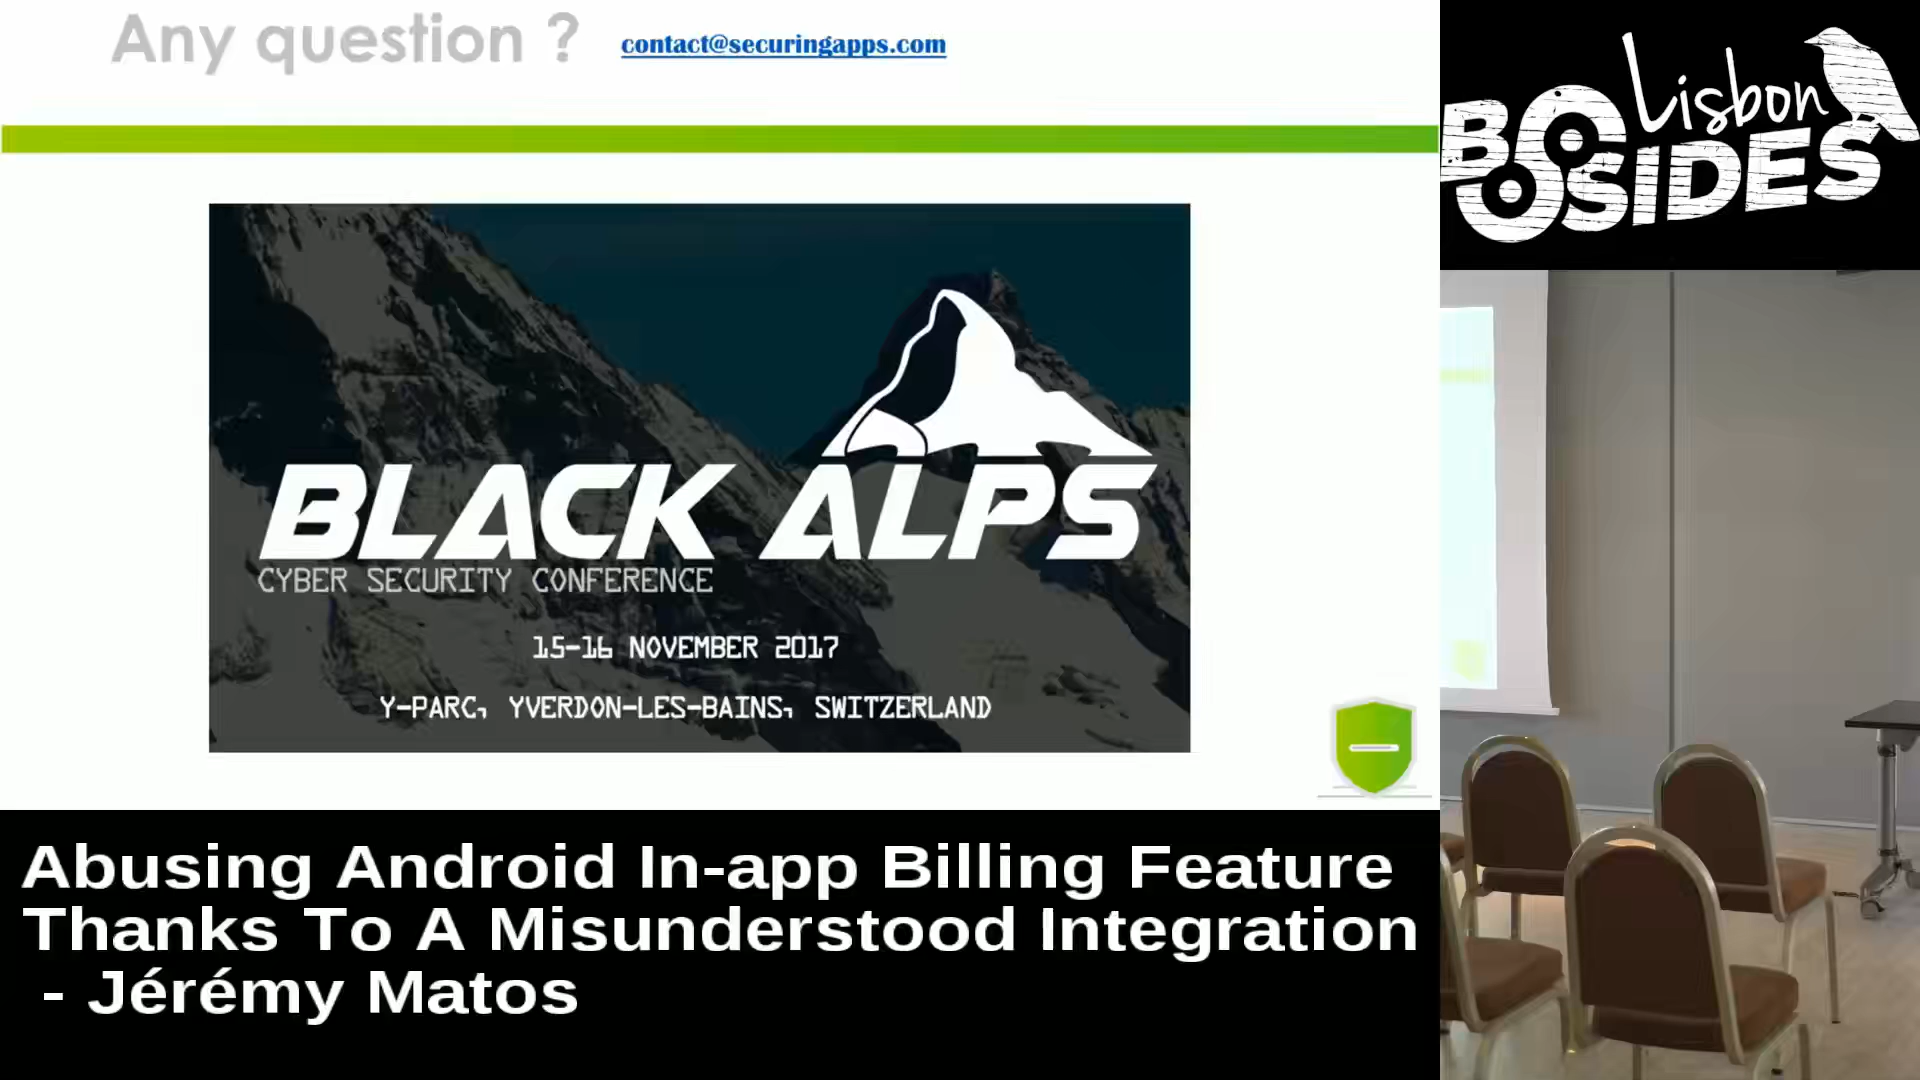 Any question ?
contact@securingapps.com
Lisbon
BSIDES
BLACK ALPS
CYBER SECURITY CONFERENCE
15-16 NOVEMBER 2017
Y-PARC, YVERDON-LES-BAINS, SWITZERLAND
Abusing Android In-app Billing Feature
Thanks To A Misunderstood Integration
- Jérémy Matos